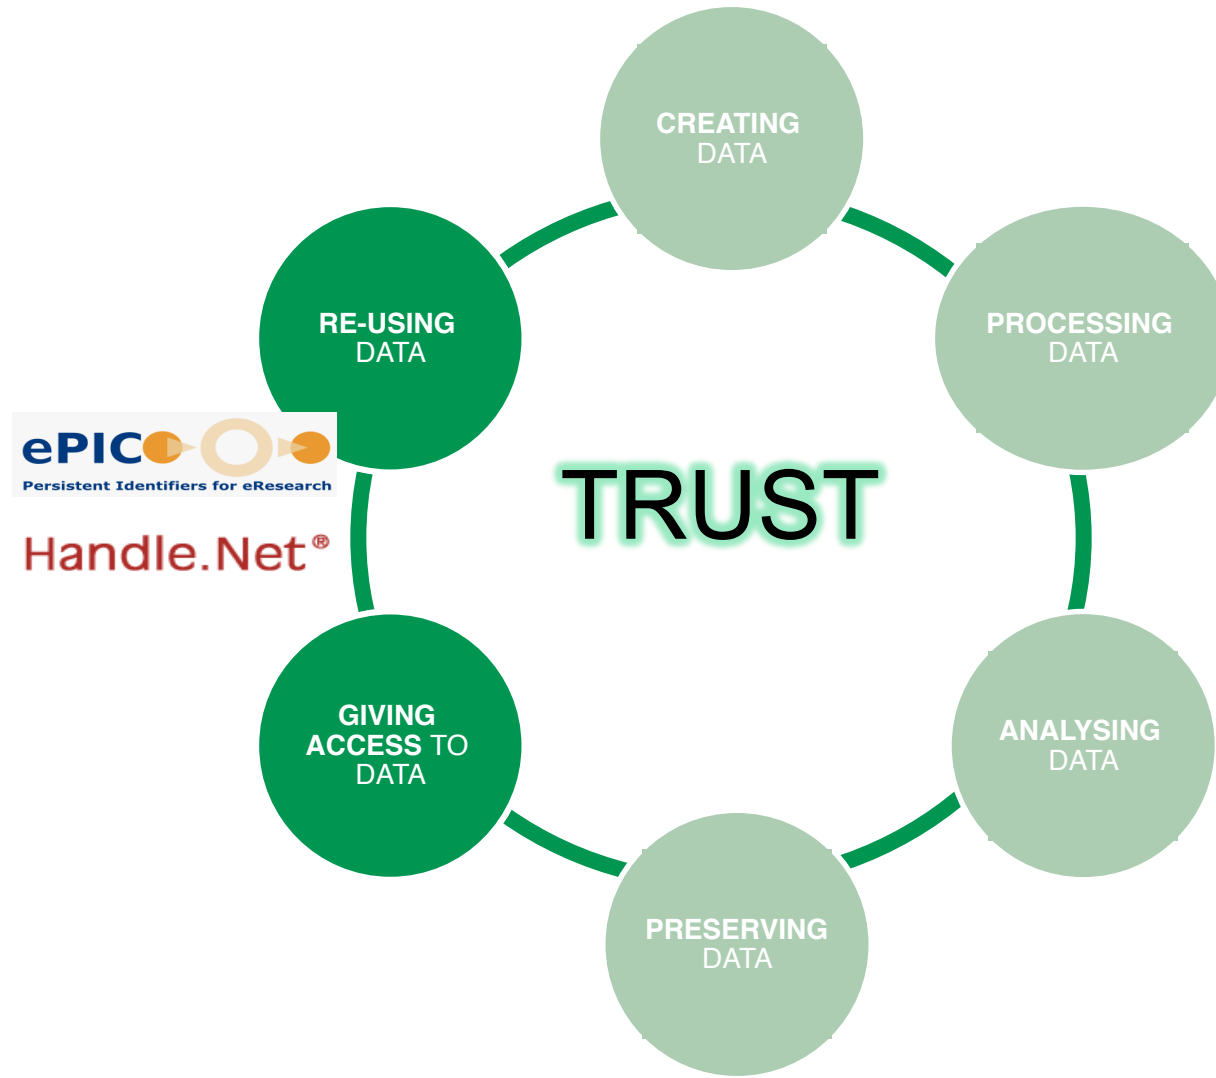 CREATING
DATA
PROCESSING
DATA
ANALYSING
DATA
PRESERVING
DATA
GIVING
ACCESS TO
DATA
RE-USING
DATA
TRUST
ePIC
Persistent Identifiers for eResearch
Handle.Net®